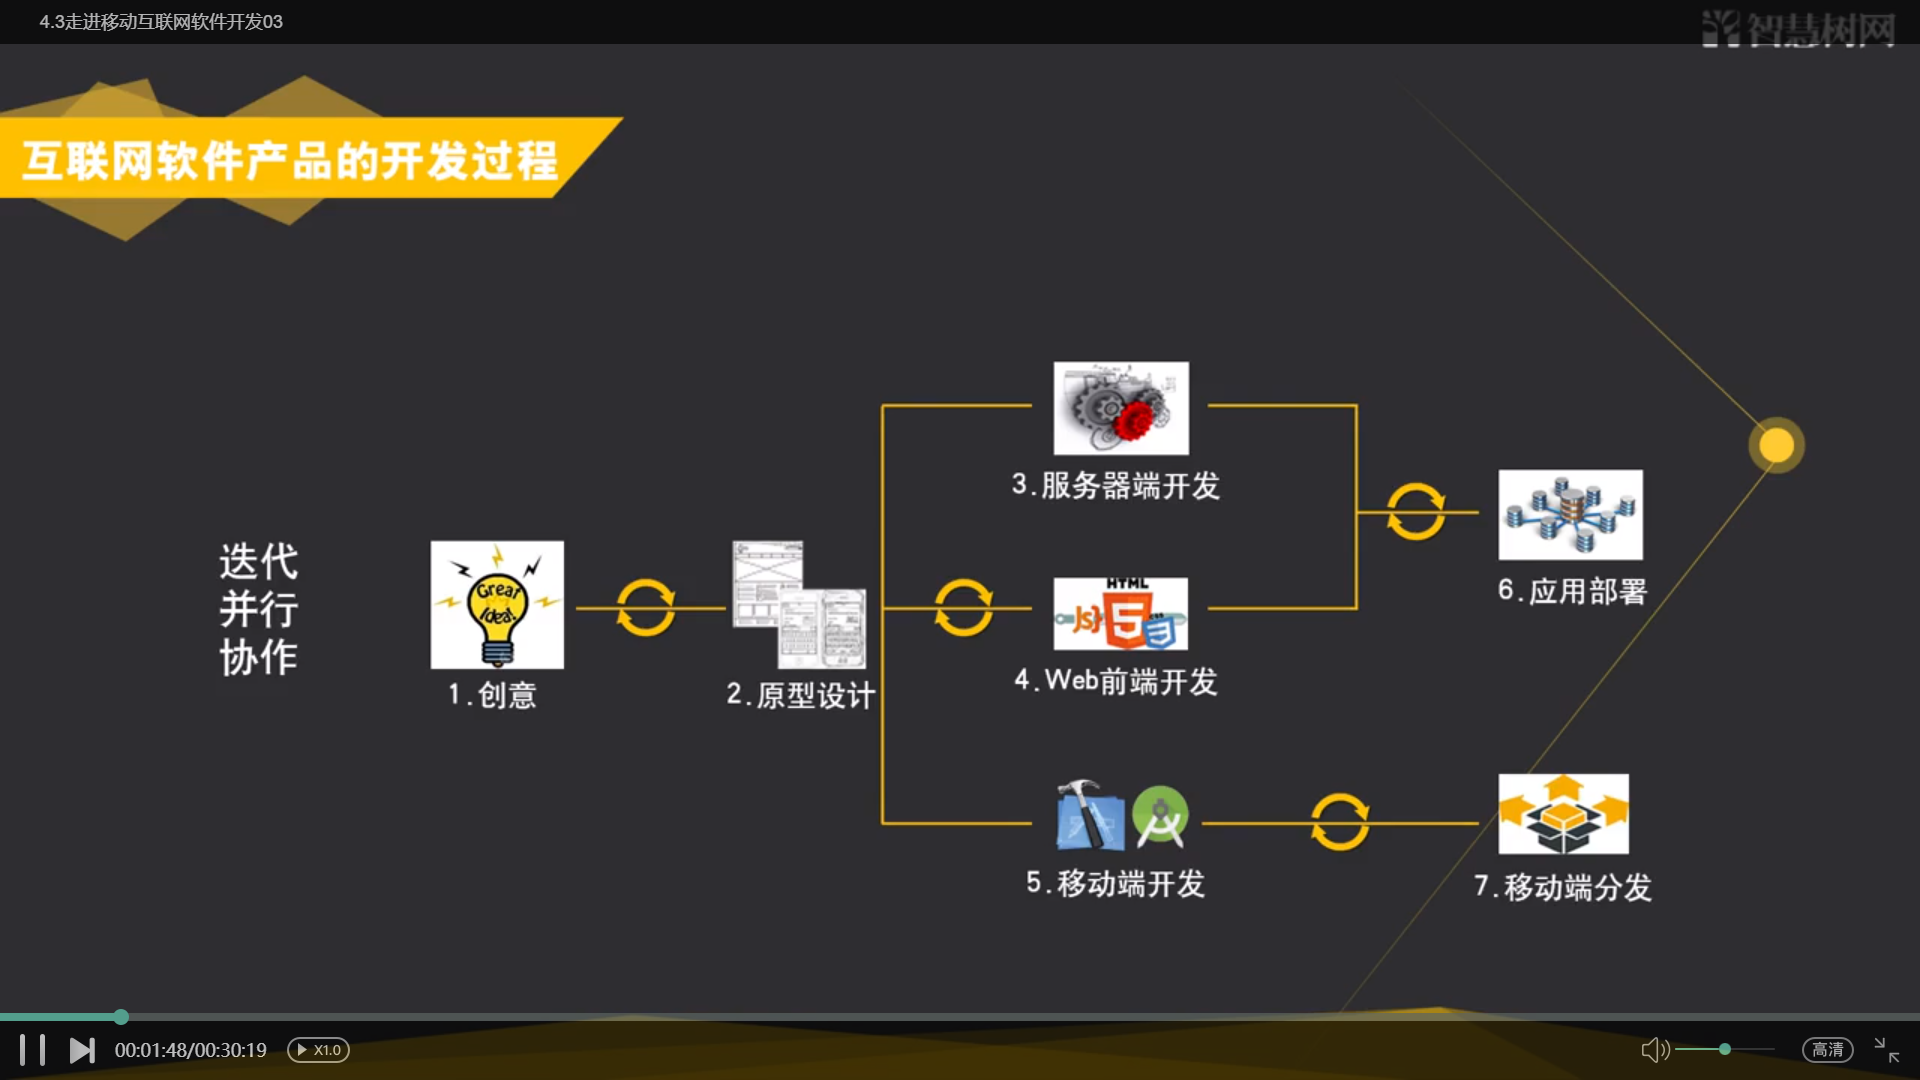 4.3走进移动互联网软件开发03
智慧树网
互联网软件产品的开发过程
迭代
并行
协作
Great
Idea!
1.创意
2.原型设计
3.服务器端开发
HTML
JS
5
3
4.Web前端开发
5.移动端开发
6.应用部署
7.移动端分发
00:01:48/00:30:19
X1.0
高清